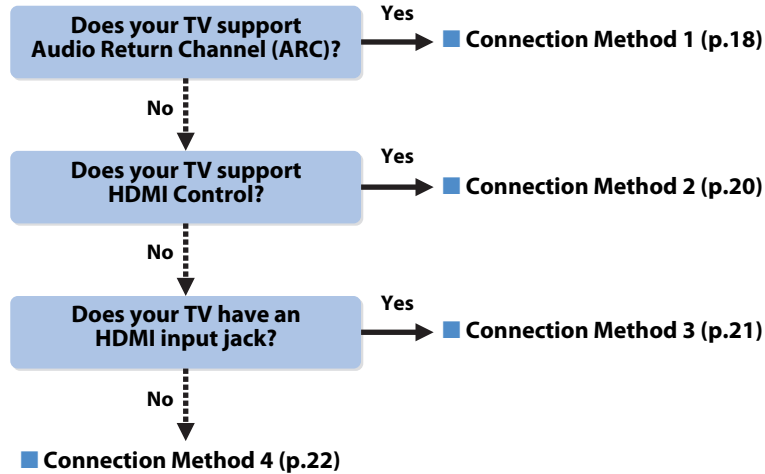 Does your TV support
Audio Return Channel (ARC)?
Yes
■ Connection Method 1 (p.18)
No
Does your TV support
HDMI Control?
Yes
■ Connection Method 2 (p.20)
No
Does your TV have an
HDMI input jack?
Yes
■ Connection Method 3 (p.21)
No
■ Connection Method 4 (p.22)